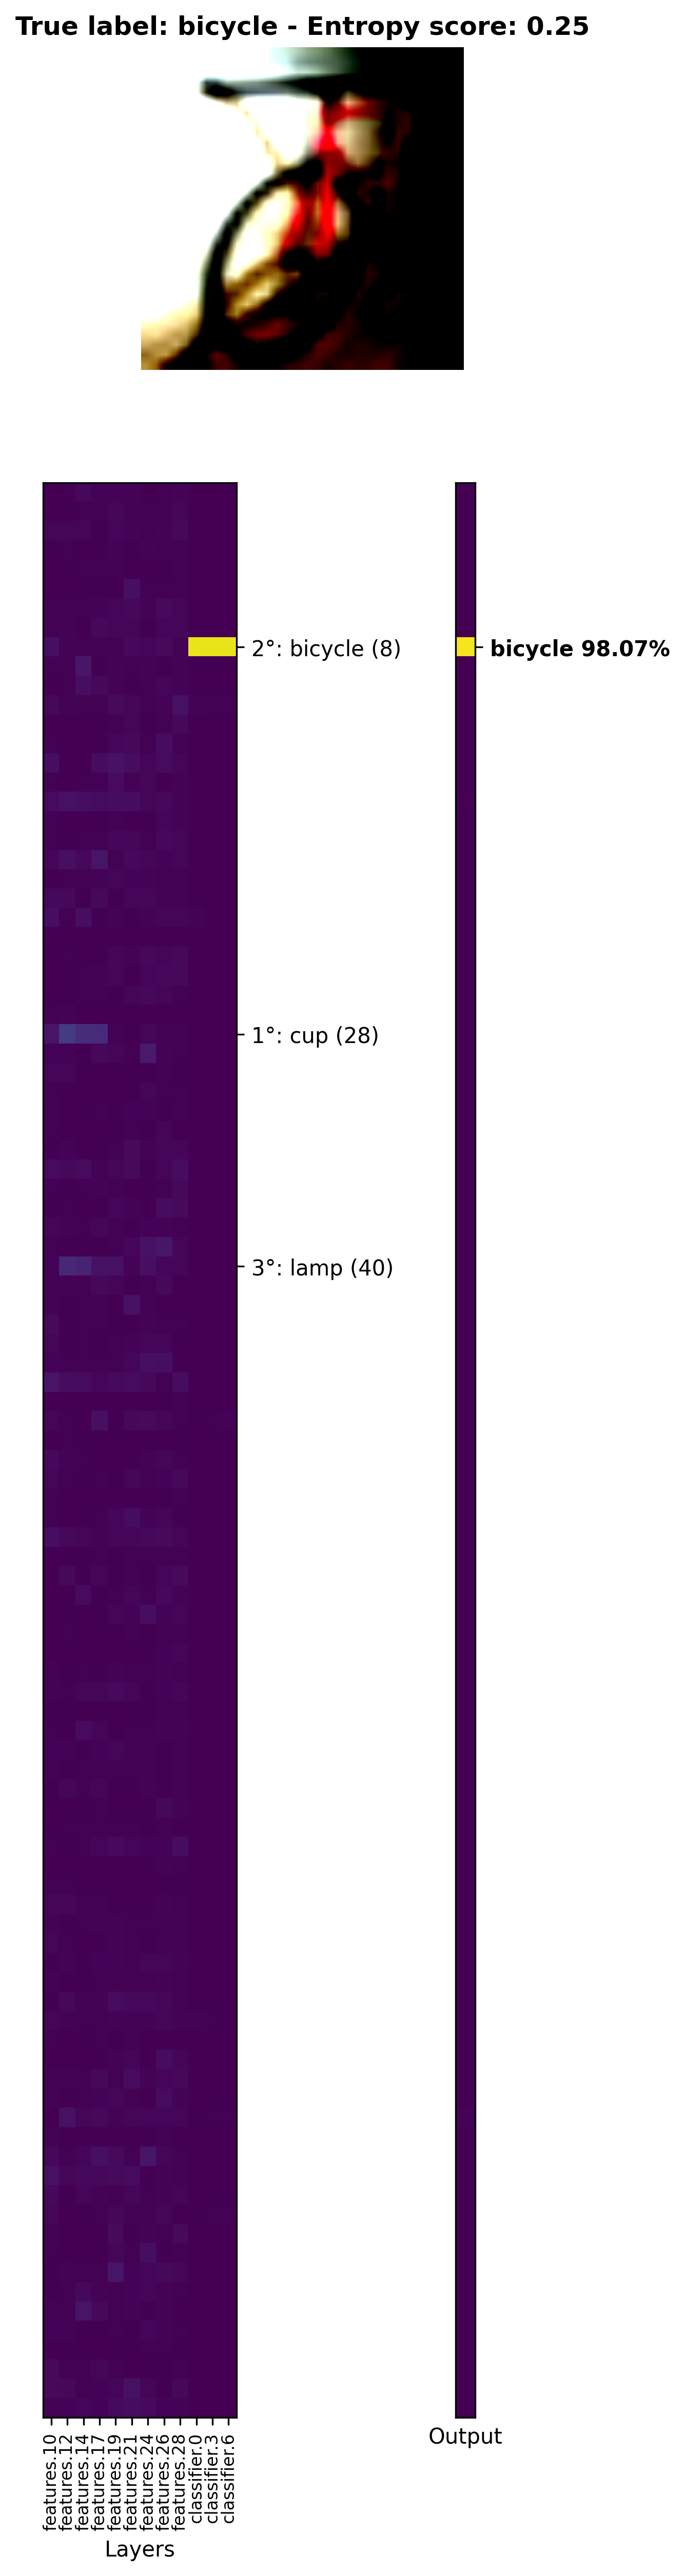 True label: bicycle - Entropy score: 0.25
2°: bicycle (8)
bicycle 98.07%
1°: cup (28)
3°: lamp (40)
features.10
features.12
features.14
features.17
features.19
features.21
features.24
features.26
features.28
classifier.0
classifier.3
classifier.6
Layers
Output